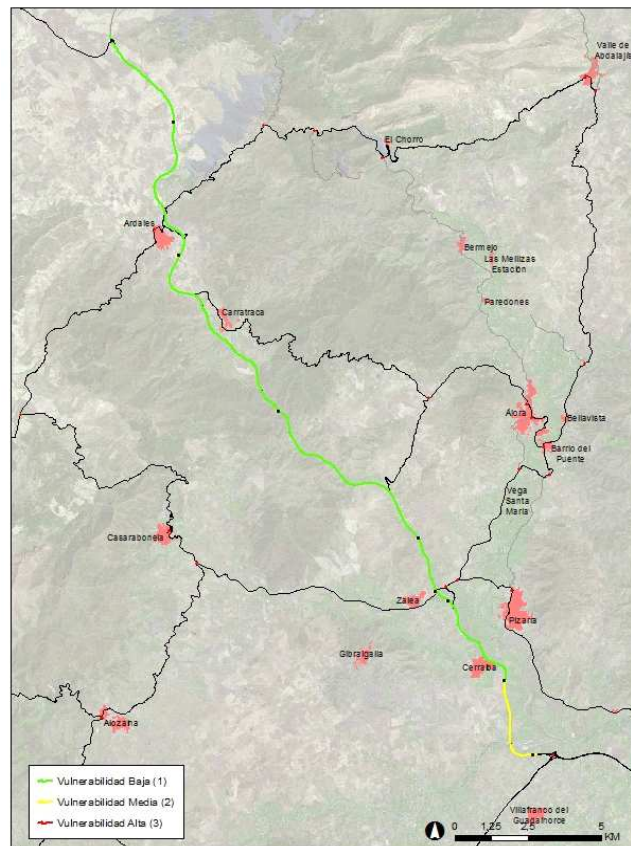 Valle de
Abdalajís
El Chorro
Ardales
Bermejo
Las Mellizas
Estación
Paredones
Carratraca
Álora
Bellavista
Barrio del
Puente
Vega
Santa
María
Casarabonela
Zalea
Pizarra
Gibralgalia
Cerralba
Alozaina
Vulnerabilidad Baja (1)
Vulnerabilidad Media (2)
Vulnerabilidad Alta (3)
Villafranco del
Guadalhorce
0 1,25 2,5 5
KM